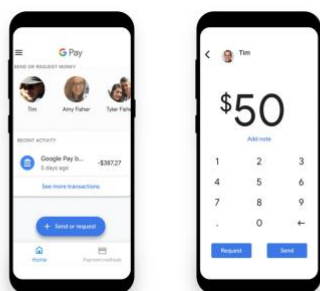 G Pay
SEND OR REQUEST MONEY
Tim
Amy Fisher
Tyler Fish
RECENT ACTIVITY
Google Pay b...
-$387.27
5 days ago
See more transactions
+ Send or request
Home
Payment methods
Tim
$50
Add note
1 2 3
4 5 6
7 8 9
. 0
Request
Send